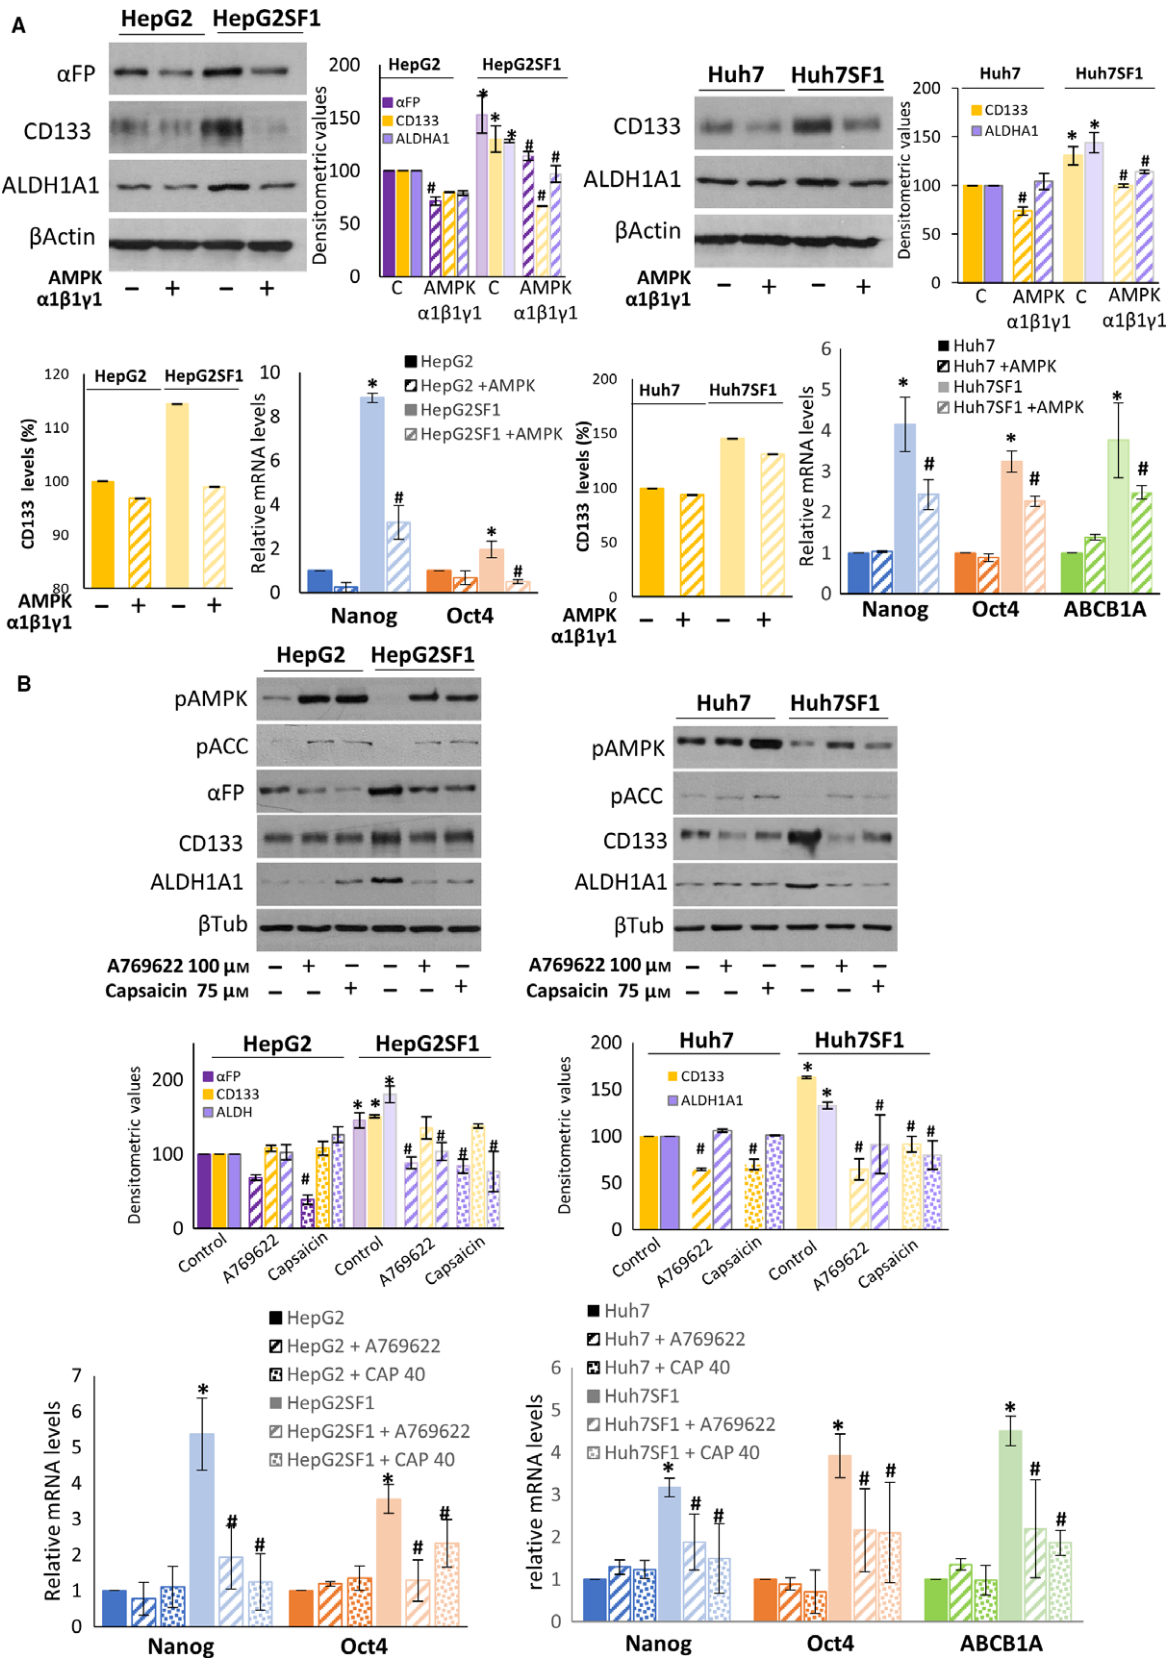 A
HepG2 HepG2SF1
αFP
CD133
ALDH1A1
βActin
AMPK
α1β1γ1
– + – +
Densitometric values
200
150
100
50
0
HepG2 HepG2SF1
αFP
CD133
ALDHA1
* * * # # # #
C AMPK C AMPK
α1β1γ1 α1β1γ1
Huh7 Huh7SF1
CD133
ALDH1A1
βActin
AMPK
α1β1γ1
– + – +
Densitometric values
200
150
100
50
0
Huh7 Huh7SF1
CD133
ALDHA1
# * * # #
C AMPK C AMPK
α1β1γ1 α1β1γ1
CD133 levels (%)
120
110
100
90
80
HepG2 HepG2SF1
AMPK
α1β1γ1
– + – +
Relative mRNA levels
10
8
6
4
2
0
HepG2
HepG2 +AMPK
HepG2SF1
HepG2SF1 +AMPK
* # * #
Nanog Oct4
CD133 levels (%)
200
150
100
50
0
Huh7 Huh7SF1
AMPK
α1β1γ1
– + – +
Relative mRNA levels
6
5
4
3
2
1
0
Huh7
Huh7 +AMPK
Huh7SF1
Huh7SF1 +AMPK
* # * # * #
Nanog Oct4 ABCB1A
B
HepG2 HepG2SF1
pAMPK
pACC
αFP
CD133
ALDH1A1
βTub
A769622 100 μM – + – – + –
Capsaicin 75 μM – – + – – +
Huh7 Huh7SF1
pAMPK
pACC
CD133
ALDH1A1
βTub
A769622 100 μM – + – – + –
Capsaicin 75 μM – – + – – +
Densitometric values
200
100
0
HepG2 HepG2SF1
αFP
CD133
ALDH
# * * * # # # #
Control A769622 Capsaicin Control A769622 Capsaicin
Densitometric values
200
150
100
50
0
Huh7 Huh7SF1
CD133
ALDH1A1
# # * * # # # #
Control A769622 Capsaicin Control A769622 Capsaicin
Relative mRNA levels
7
6
5
4
3
2
1
0
HepG2
HepG2 + A769622
HepG2 + CAP 40
HepG2SF1
HepG2SF1 + A769622
HepG2SF1 + CAP 40
* # # * # #
Nanog Oct4
relative mRNA levels
6
5
4
3
2
1
0
Huh7
Huh7 + A769622
Huh7 + CAP 40
Huh7SF1
Huh7SF1 + A769622
Huh7SF1 + CAP 40
* # # * # # * # #
Nanog Oct4 ABCB1A